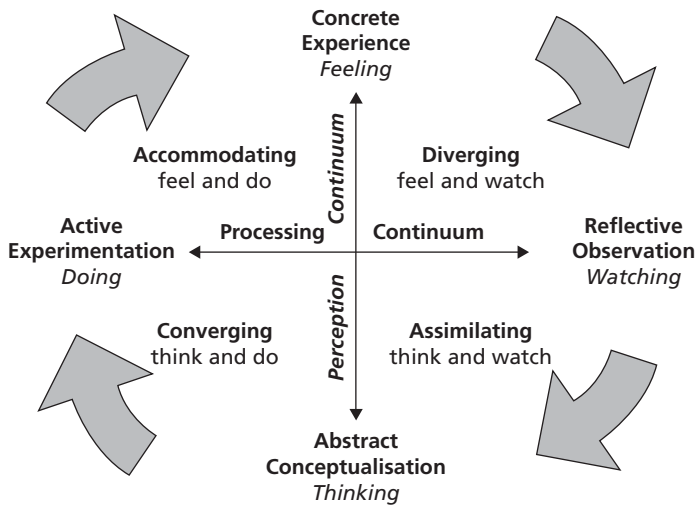 Concrete
Experience
Feeling
Accommodating
feel and do
Diverging
feel and watch
Perception Continuum
Active
Experimentation
Doing
Processing Continuum
Reflective
Observation
Watching
Converging
think and do
Assimilating
think and watch
Abstract
Conceptualisation
Thinking